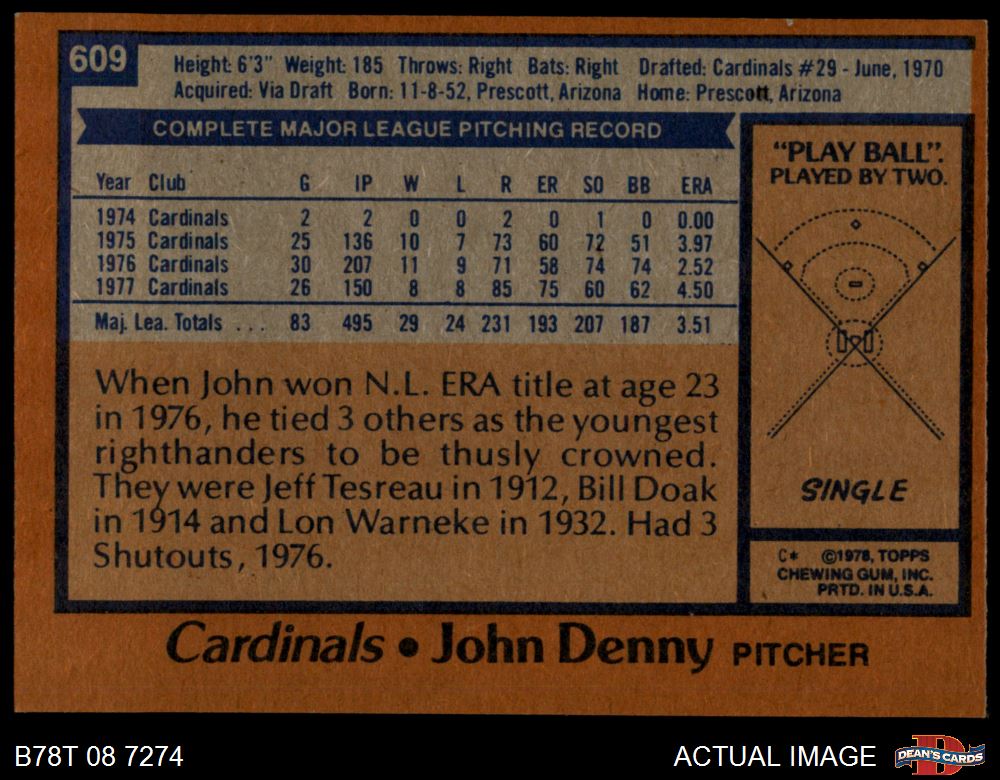 609
Height: 6'3" Weight: 185 Throws: Right Bats: Right Drafted: Cardinals #29 - June, 1970
Acquired: Via Draft Born: 11-8-52, Prescott, Arizona Home: Prescott, Arizona
COMPLETE MAJOR LEAGUE PITCHING RECORD
Year Club G IP W L R ER SO BB ERA
1974 Cardinals 2 2 0 0 2 0 1 0 0.00
1975 Cardinals 25 136 10 7 73 60 72 51 3.97
1976 Cardinals 30 207 11 9 71 58 74 74 2.52
1977 Cardinals 26 150 8 8 85 75 60 62 4.50
Maj. Lea. Totals . . . 83 495 29 24 231 193 207 187 3.51
When John won N.L. ERA title at age 23
in 1976, he tied 3 others as the youngest
righthanders to be thusly crowned.
They were Jeff Tesreau in 1912, Bill Doak
in 1914 and Lon Warneke in 1932. Had 3
Shutouts, 1976.
"PLAY BALL".
PLAYED BY TWO.
SINGLE
C* ©1978, TOPPS
CHEWING GUM, INC.
PRTD. IN U.S.A.
Cardinals • John Denny PITCHER
B78T 08 7274
ACTUAL IMAGE
D
DEAN'S CARDS